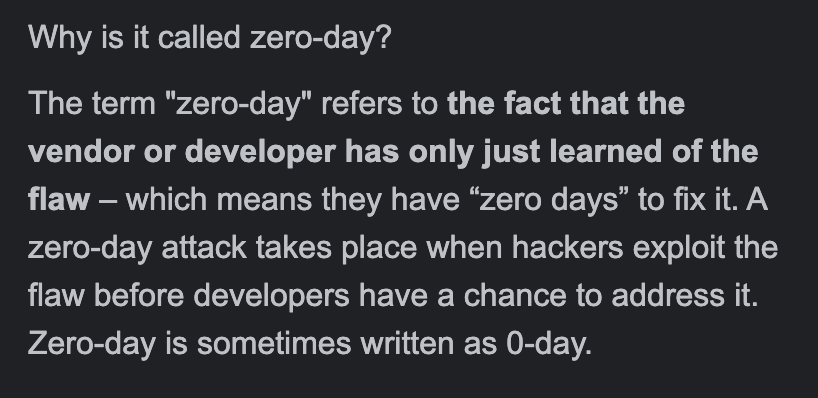 Why is it called zero-day?
The term "zero-day" refers to the fact that the
vendor or developer has only just learned of the
flaw – which means they have “zero days” to fix it. A
zero-day attack takes place when hackers exploit the
flaw before developers have a chance to address it.
Zero-day is sometimes written as 0-day.